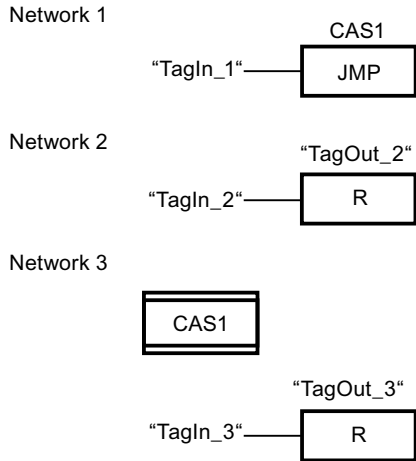 Network 1
CAS1
“TagIn_1“
JMP
Network 2
“TagOut_2“
“TagIn_2“
R
Network 3
CAS1
“TagOut_3“
“TagIn_3“
R